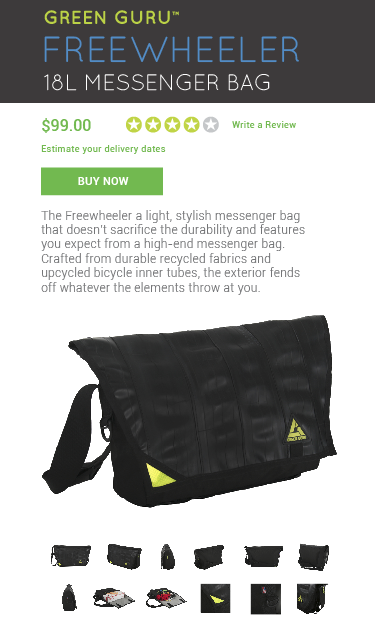 GREEN GURU™
FREEWHEELER
18L MESSENGER BAG
$99.00
Write a Review
Estimate your delivery dates
BUY NOW
The Freewheeler a light, stylish messenger bag
that doesn't sacrifice the durability and features
you expect from a high-end messenger bag.
Crafted from durable recycled fabrics and
upcycled bicycle inner tubes, the exterior fends
off whatever the elements throw at you.
GREEN GURU